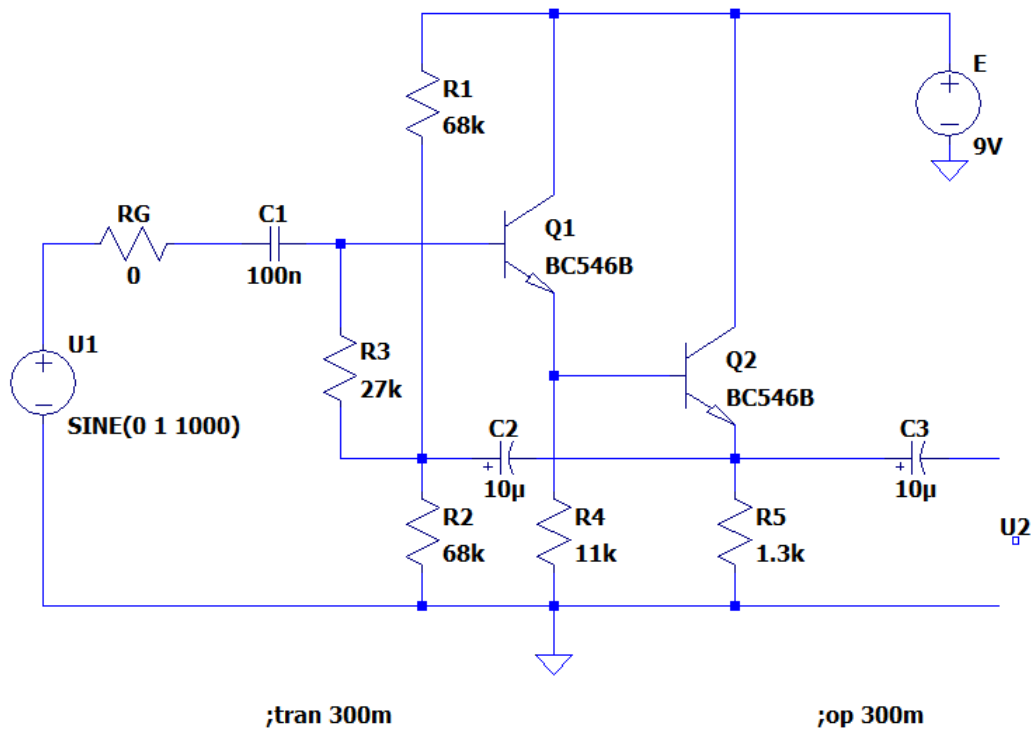 E
+
−
9V
R1
68k
RG
0
C1
100n
Q1
BC546B
U1
+
−
SINE(0 1 1000)
R3
27k
Q2
BC546B
C2
+
10µ
C3
+
10µ
R2
68k
R4
11k
R5
1.3k
U2
;tran 300m
;op 300m